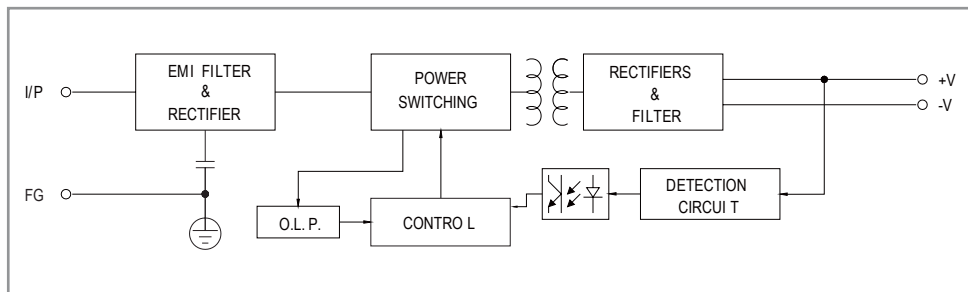 I/P
EMI FILTER
&
RECTIFIER
POWER
SWITCHING
RECTIFIERS
&
FILTER
+V
-V
FG
O.L.P.
CONTRO L
DETECTION
CIRCUI T